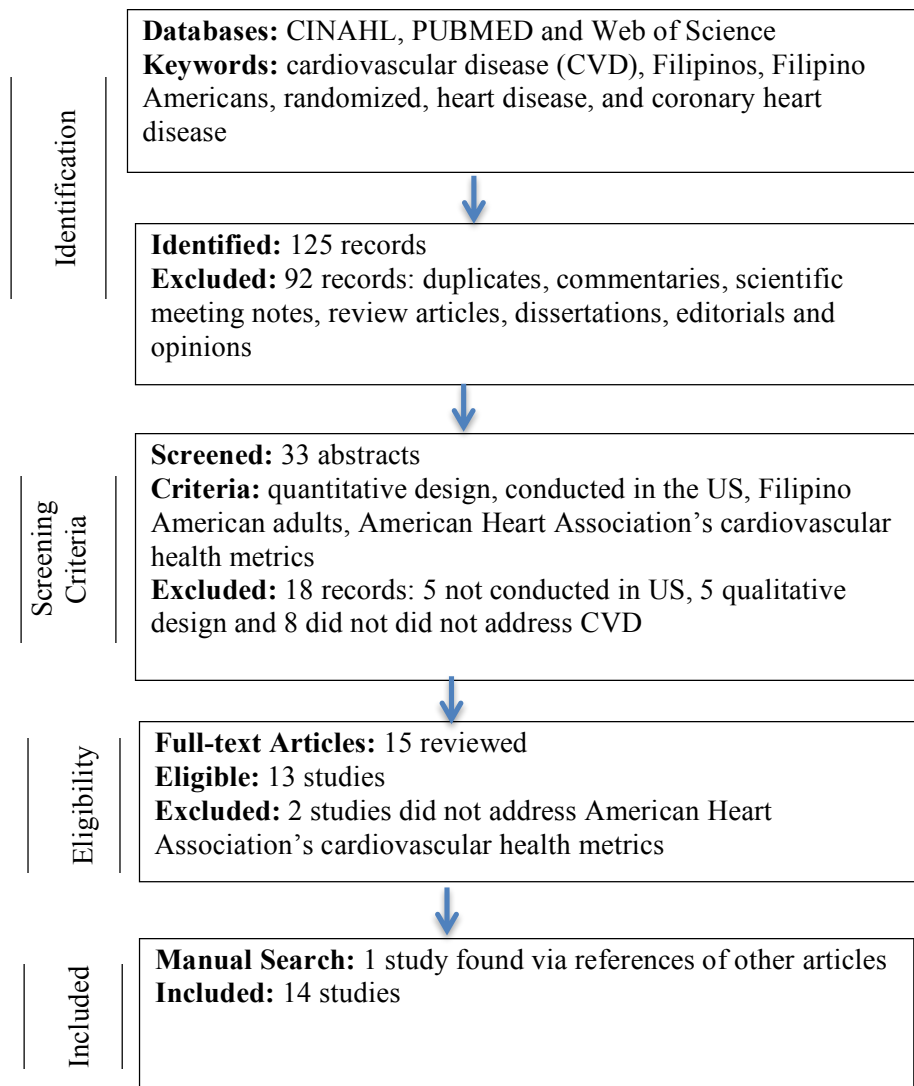 Identification
Databases: CINAHL, PUBMED and Web of Science
Keywords: cardiovascular disease (CVD), Filipinos, Filipino
Americans, randomized, heart disease, and coronary heart
disease
Identified: 125 records
Excluded: 92 records: duplicates, commentaries, scientific
meeting notes, review articles, dissertations, editorials and
opinions
Screening
Criteria
Screened: 33 abstracts
Criteria: quantitative design, conducted in the US, Filipino
American adults, American Heart Association’s cardiovascular
health metrics
Excluded: 18 records: 5 not conducted in US, 5 qualitative
design and 8 did not did not address CVD
Eligibility
Full-text Articles: 15 reviewed
Eligible: 13 studies
Excluded: 2 studies did not address American Heart
Association’s cardiovascular health metrics
Included
Manual Search: 1 study found via references of other articles
Included: 14 studies